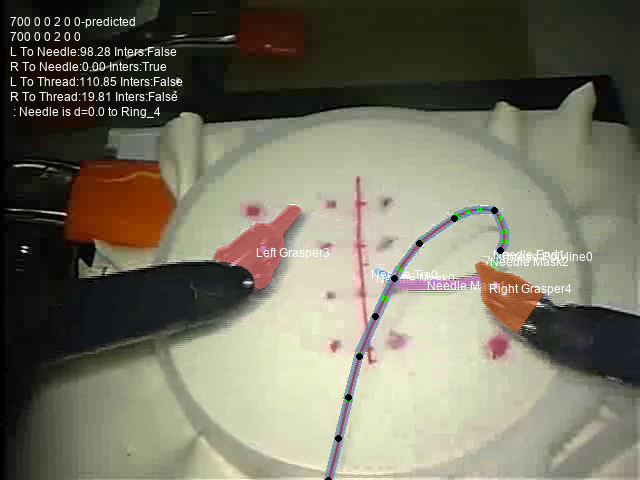 700 0 0 2 0 0-predicted
700 0 0 2 0 0
L To Needle:98.28 Inters:False
R To Needle:0.00 Inters:True
L To Thread:110.85 Inters:False
R To Thread:19.81 Inters:False
: Needle is d=0.0 to Ring_4
Left Grasper3
Needle End1
Needle Mask2
Needle Tip0
Needle M
Right Grasper4